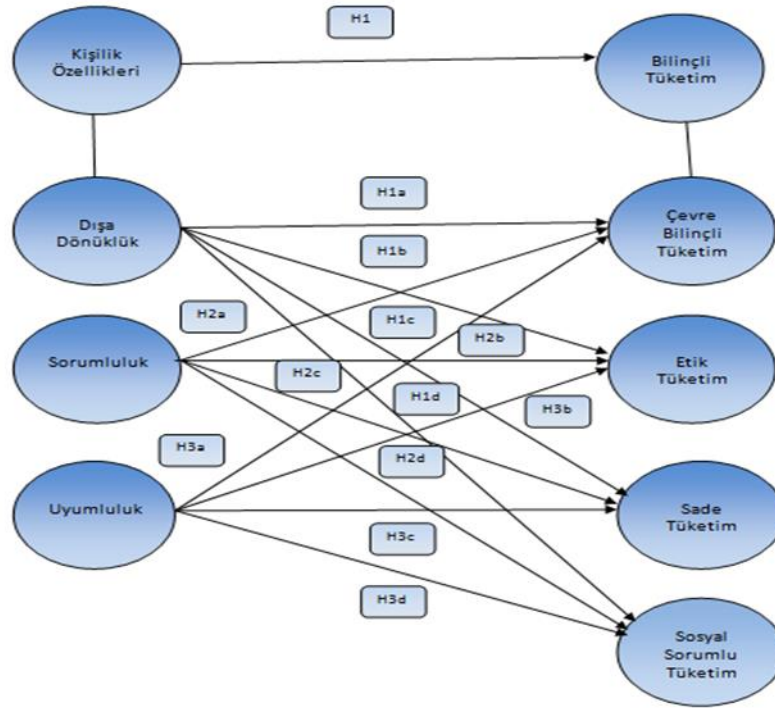 H1
Kişilik
Özellikleri
Bilinçli
Tüketim
H1a
Dışa
Dönüklük
Çevre
Bilinçli
Tüketim
H1b
H2a
H1c
H2b
Sorumluluk
H2c
Etik
Tüketim
H1d
H3b
H3a
H2d
Uyumluluk
Sade
Tüketim
H3c
H3d
Sosyal
Sorumlu
Tüketim